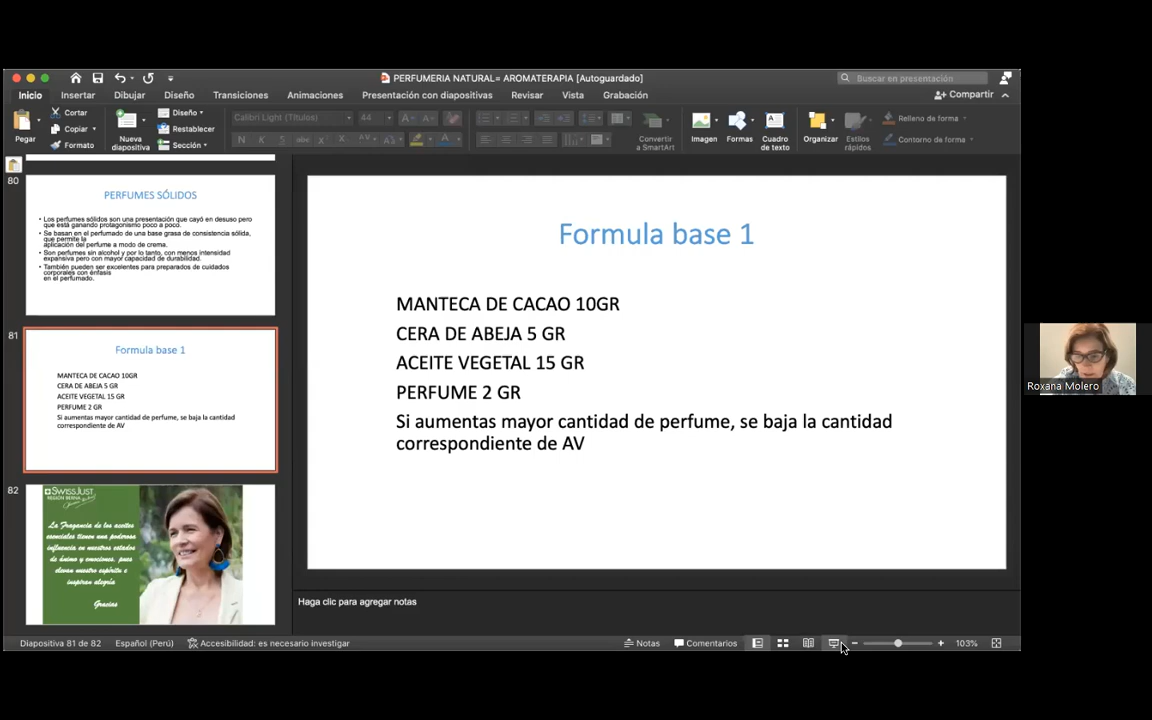 PERFUMERIA NATURAL= AROMATERAPIA [Autoguardado]
Buscar en presentación
Inicio
Insertar
Dibujar
Diseño
Transiciones
Animaciones
Presentación con diapositivas
Revisar
Vista
Grabación
Compartir
Pegar
Cortar
Copiar
Formato
Nueva
diapositiva
Diseño
Restablecer
Sección
Calibri Light (Títulos)
44
Convertir
a SmartArt
Imagen
Formas
Cuadro
de texto
Organizar
Estilos
rápidos
Relleno de forma
Contorno de forma
80
PERFUMES SÓLIDOS
• Los perfumes sólidos son una presentación que cayó en desuso pero
que está ganando protagonismo poco a poco.
• Se basan en el perfumado de una base grasa de consistencia sólida,
que permite la
aplicación del perfume a modo de crema.
• Son perfumes sin alcohol y por lo tanto, con menos intensidad
expansiva pero con mayor capacidad de durabilidad.
• También pueden ser excelentes para preparados de cuidados
corporales con énfasis
en el perfumado.
81
Formula base 1
MANTECA DE CACAO 10GR
CERA DE ABEJA 5 GR
ACEITE VEGETAL 15 GR
PERFUME 2 GR
Si aumentas mayor cantidad de perfume, se baja la cantidad
correspondiente de AV
82
SWISSJUST
REGIÓN BERNA
La Fragancia de los aceites
esenciales tienen una poderosa
influencia en nuestros estados
de ánimo y emociones, pues
elevan nuestro espíritu e
inspiran alegría
Gracias
Formula base 1
MANTECA DE CACAO 10GR
CERA DE ABEJA 5 GR
ACEITE VEGETAL 15 GR
PERFUME 2 GR
Si aumentas mayor cantidad de perfume, se baja la cantidad
correspondiente de AV
Roxana Molero
Haga clic para agregar notas
Diapositiva 81 de 82
Español (Perú)
Accesibilidad: es necesario investigar
Notas
Comentarios
103%